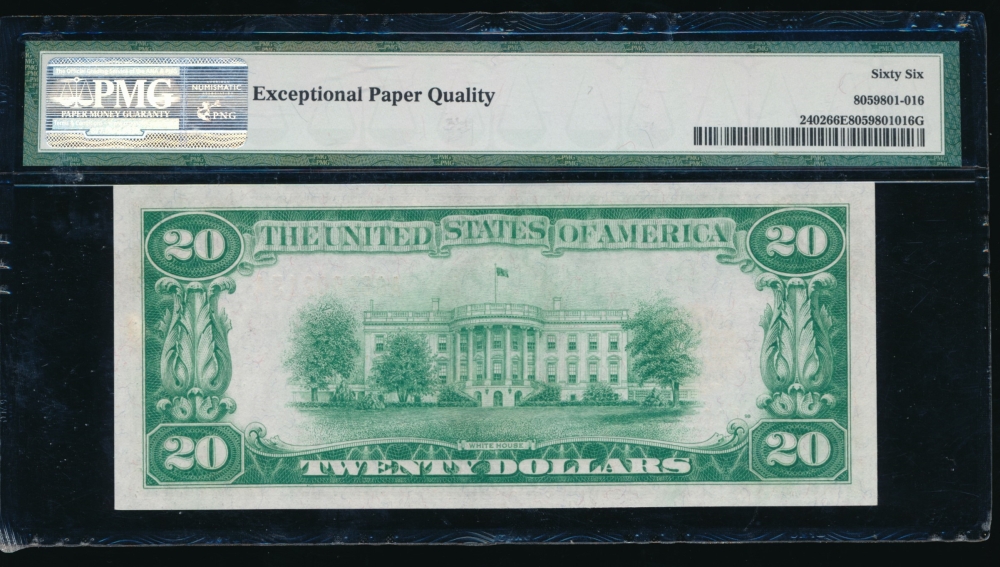 PMG
PAPER MONEY GUARANTY
NUMISMATIC
PNG
Exceptional Paper Quality
Sixty Six
8059801-016
240266E8059801016G
20 THE UNITED STATES OF AMERICA 20
WHITE HOUSE
20 TWENTY DOLLARS 20